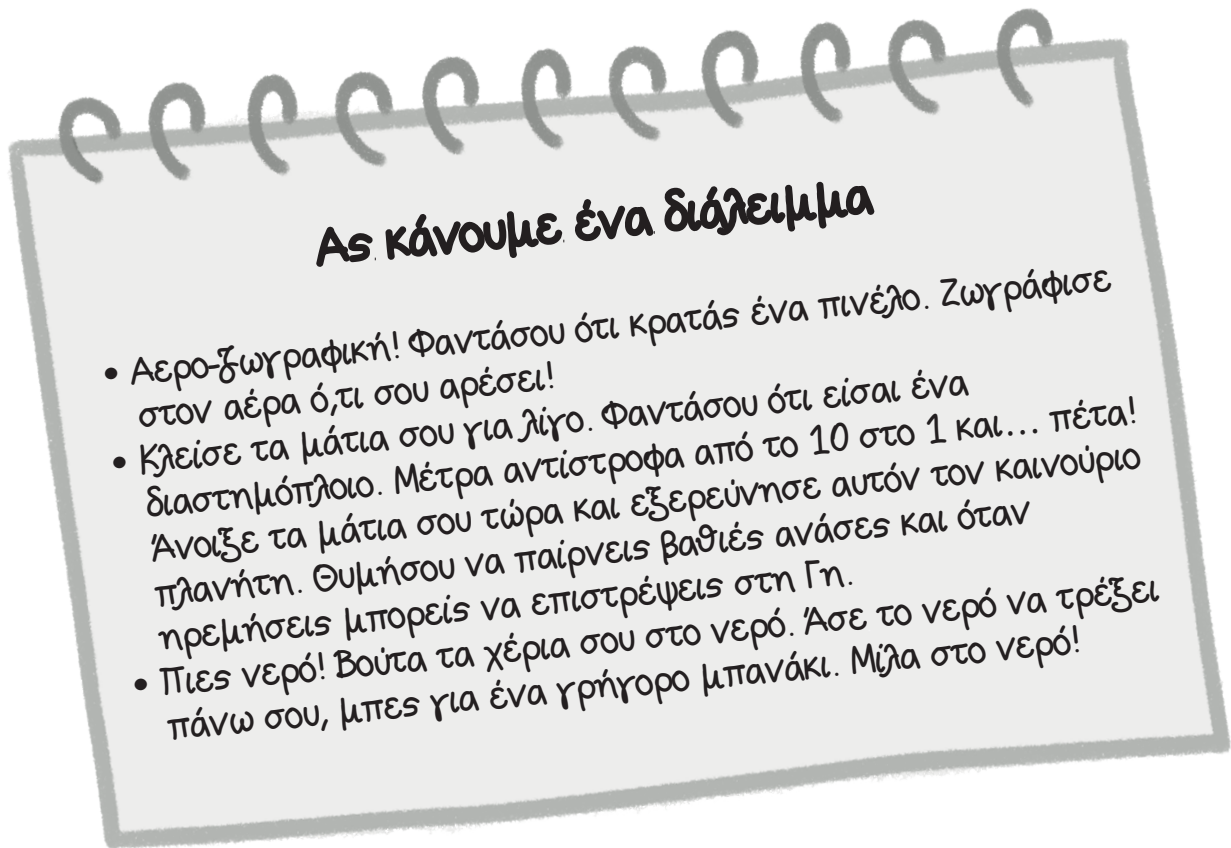 Ας κάνουμε ένα διάλειμμα
• Αερο-ζωγραφική! Φαντάσου ότι κρατάς ένα πινέλο. Ζωγράφισε
στον αέρα ό,τι σου αρέσει!
• Κλείσε τα μάτια σου για λίγο. Φαντάσου ότι είσαι ένα
διαστημόπλοιο. Μέτρα αντίστροφα από το 10 στο 1 και... πέτα!
Άνοιξε τα μάτια σου τώρα και εξερεύνησε αυτόν τον καινούριο
πλανήτη. Θυμήσου να παίρνεις βαθιές ανάσες και όταν
ηρεμήσεις μπορείς να επιστρέψεις στη Γη.
• Πιες νερό! Βούτα τα χέρια σου στο νερό. Άσε το νερό να τρέξει
πάνω σου, μπες για ένα γρήγορο μπανάκι. Μίλα στο νερό!